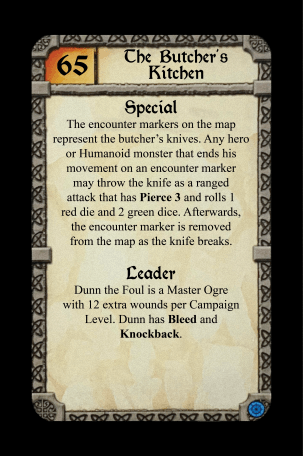 65
The Butcher's
Kitchen
Special
The encounter markers on the map
represent the butcher's knives. Any hero
or Humanoid monster that ends his
movement on an encounter marker
may throw the knife as a ranged
attack that has Pierce 3 and rolls 1
red die and 2 green dice. Afterwards,
the encounter marker is removed
from the map as the knife breaks.
Leader
Dunn the Foul is a Master Ogre
with 12 extra wounds per Campaign
Level. Dunn has Bleed and
Knockback.